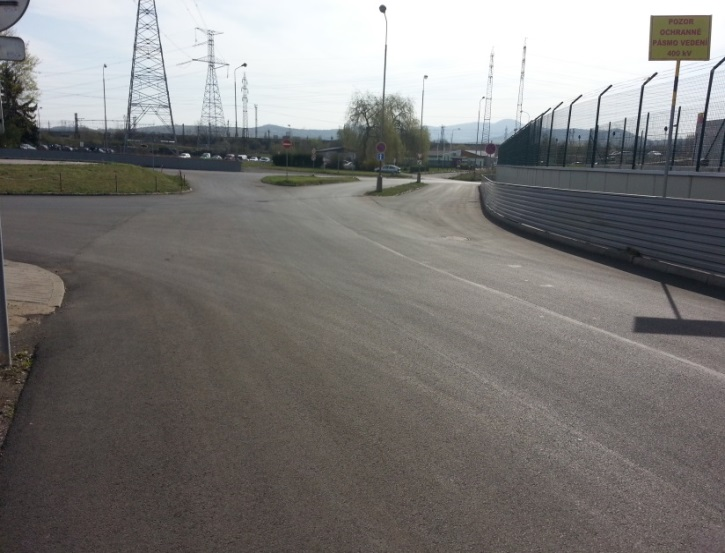 POZOR
OCHRANNÉ
PÁSMO VEDENÍ
400 kV